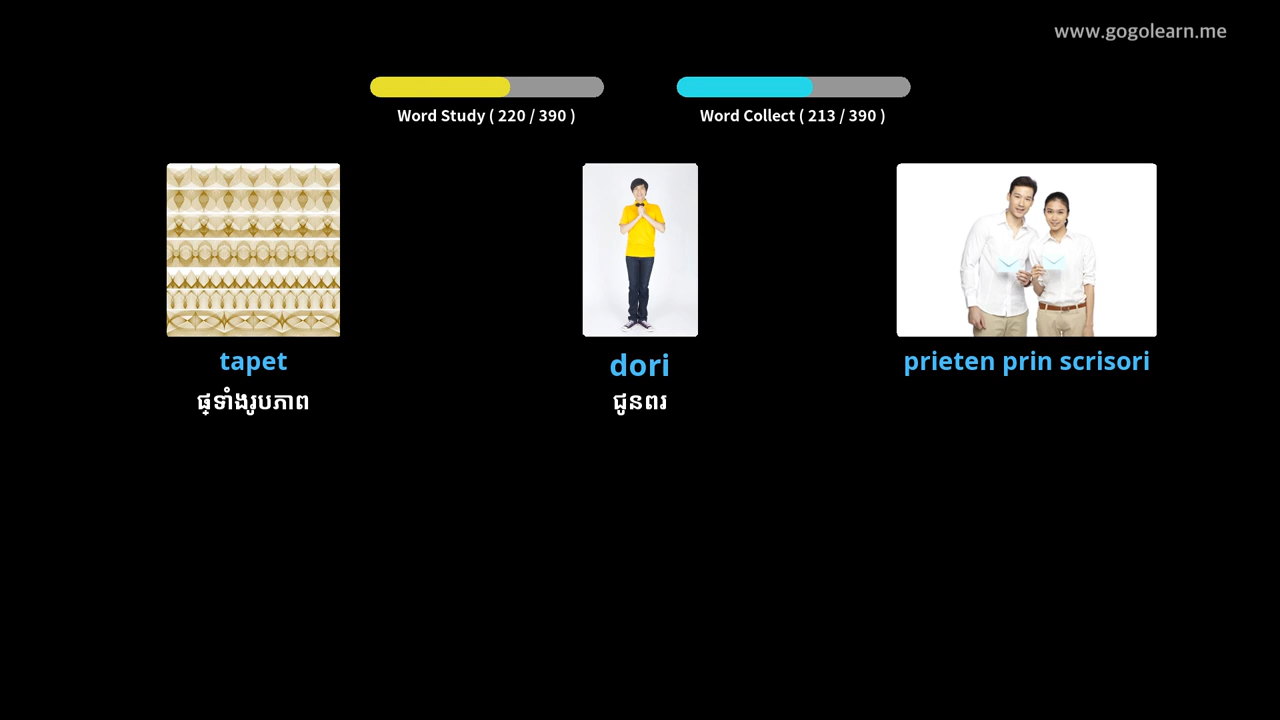 www.gogolearn.me
Word Study ( 220 / 390 )
Word Collect ( 213 / 390 )
tapet
dori
prieten prin scrisori
ផ្ទាំងរូបភាព
ជូនពរ